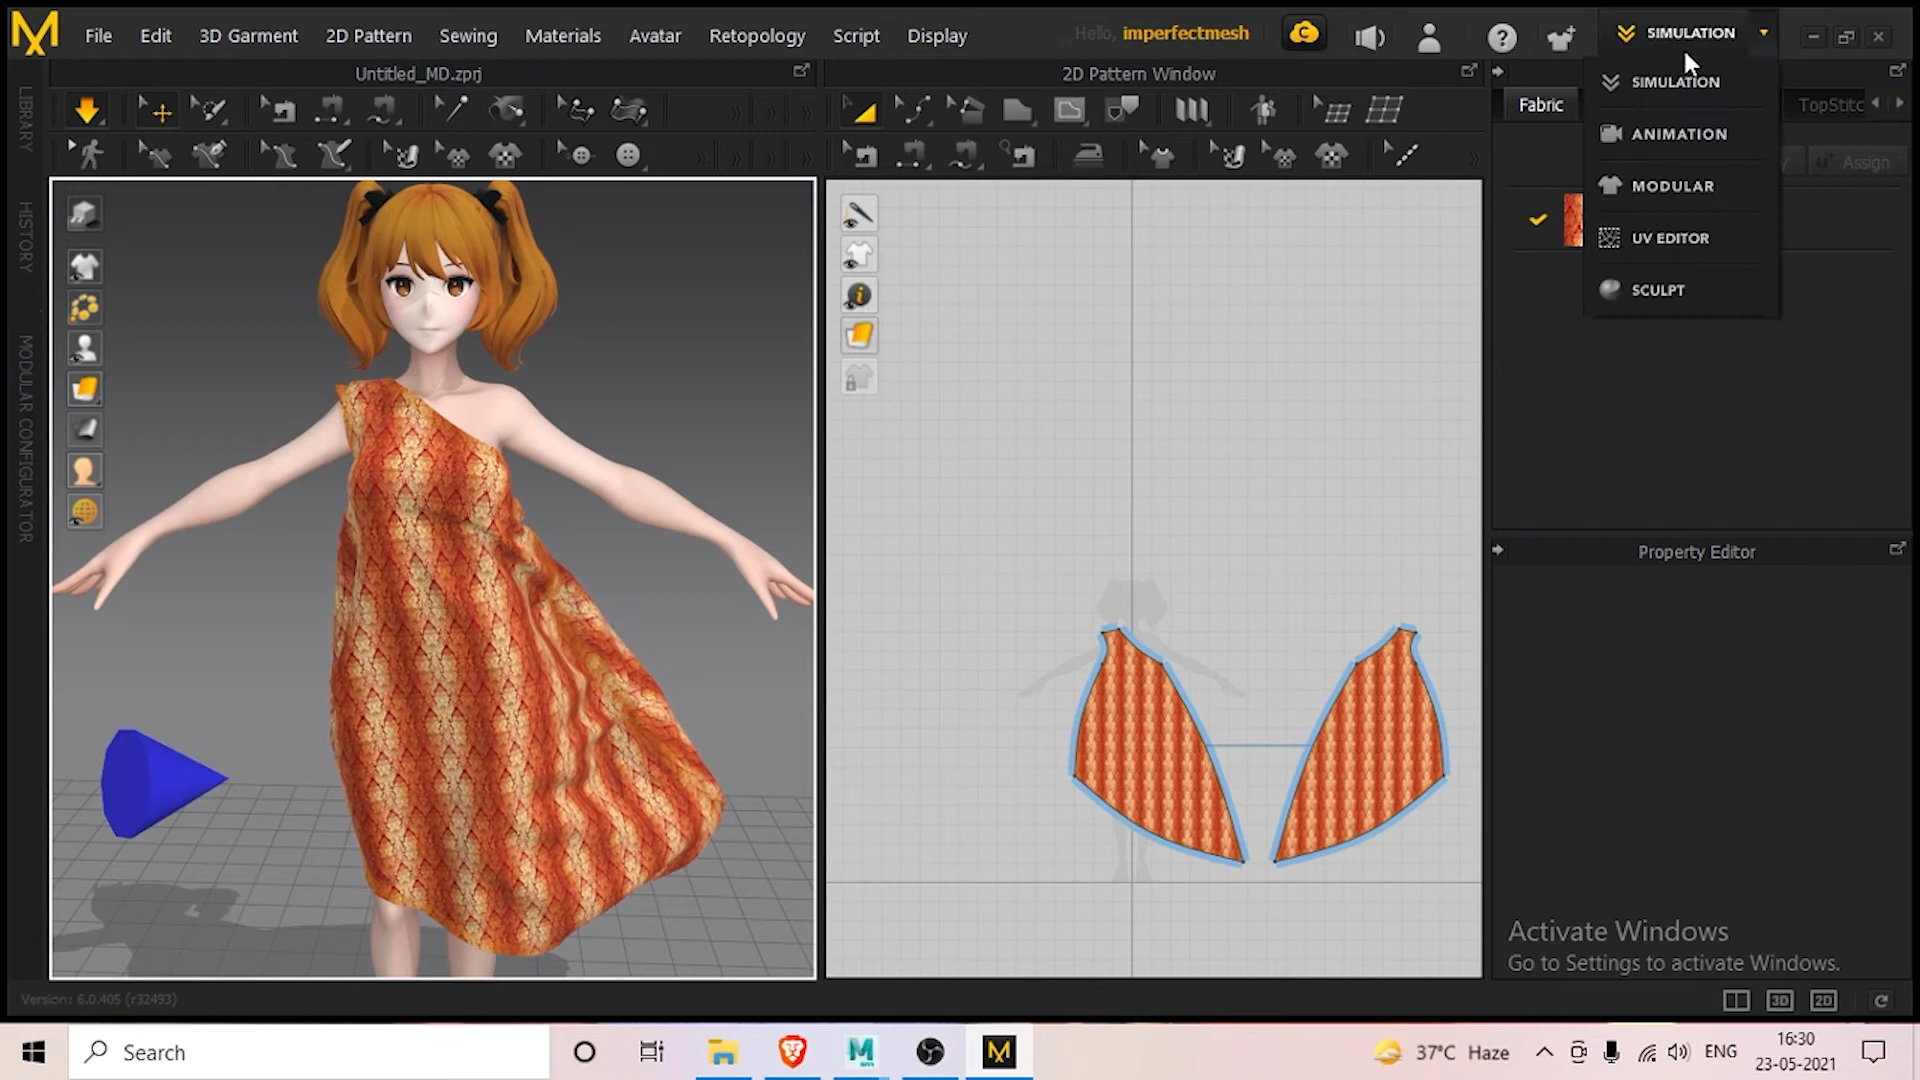 File Edit 3D Garment 2D Pattern Sewing Materials Avatar Retopology Script Display
Hello, imperfectmesh
SIMULATION
Untitled_MD.zprj
2D Pattern Window
SIMULATION
ANIMATION
MODULAR
UV EDITOR
SCULPT
Fabric
TopStitc
Assign
LIBRARY
HISTORY
MODULAR CONFIGURATOR
Property Editor
Activate Windows
Go to Settings to activate Windows.
Version: 6.0.405 (r32493)
3D
2D
Search
37°C Haze
ENG
16:30
23-05-2021